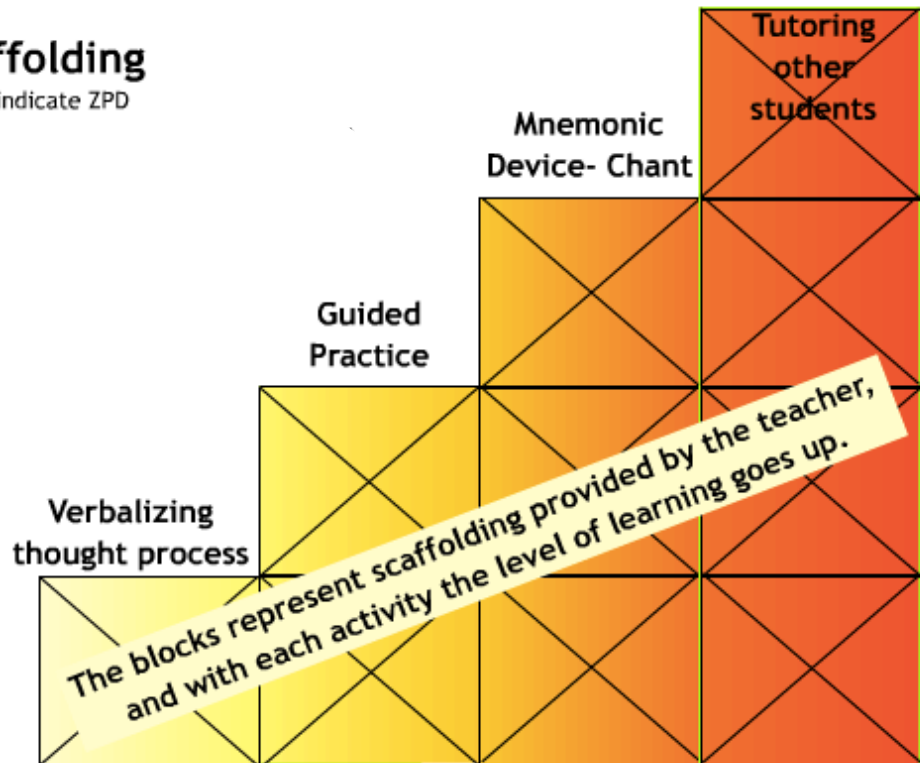 ffolding
indicate ZPD
Tutoring
other
students
Mnemonic
Device- Chant
Guided
Practice
Verbalizing
thought process
The blocks represent scaffolding provided by the teacher,
and with each activity the level of learning goes up.